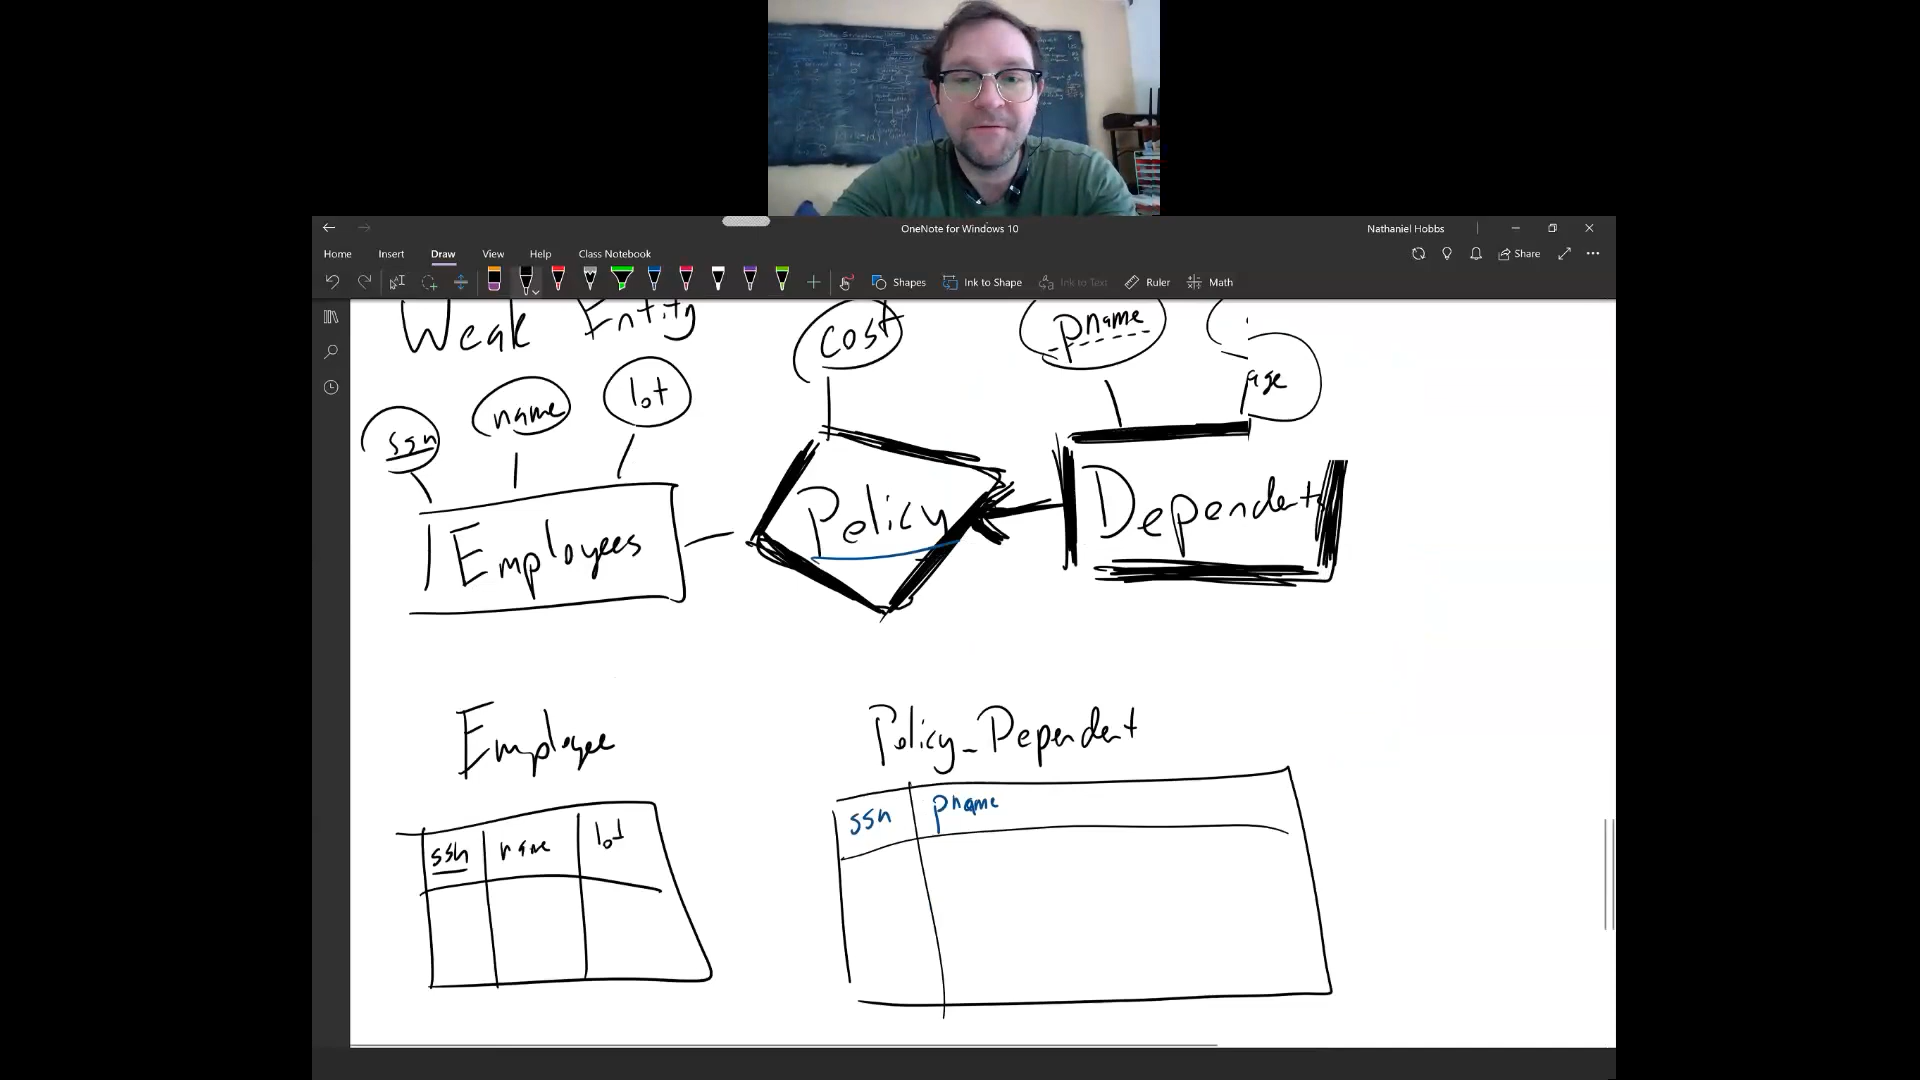 OneNote for Windows 10
Nathaniel Hobbs
Home Insert Draw View Help Class Notebook
Share
Shapes Ink to Shape Ink to Text Ruler Math
Weak Entity
cost
pname
age
ssn
name
lot
Policy
Dependents
Employees
Employee
Policy_Dependent
ssn pname
ssn name lot